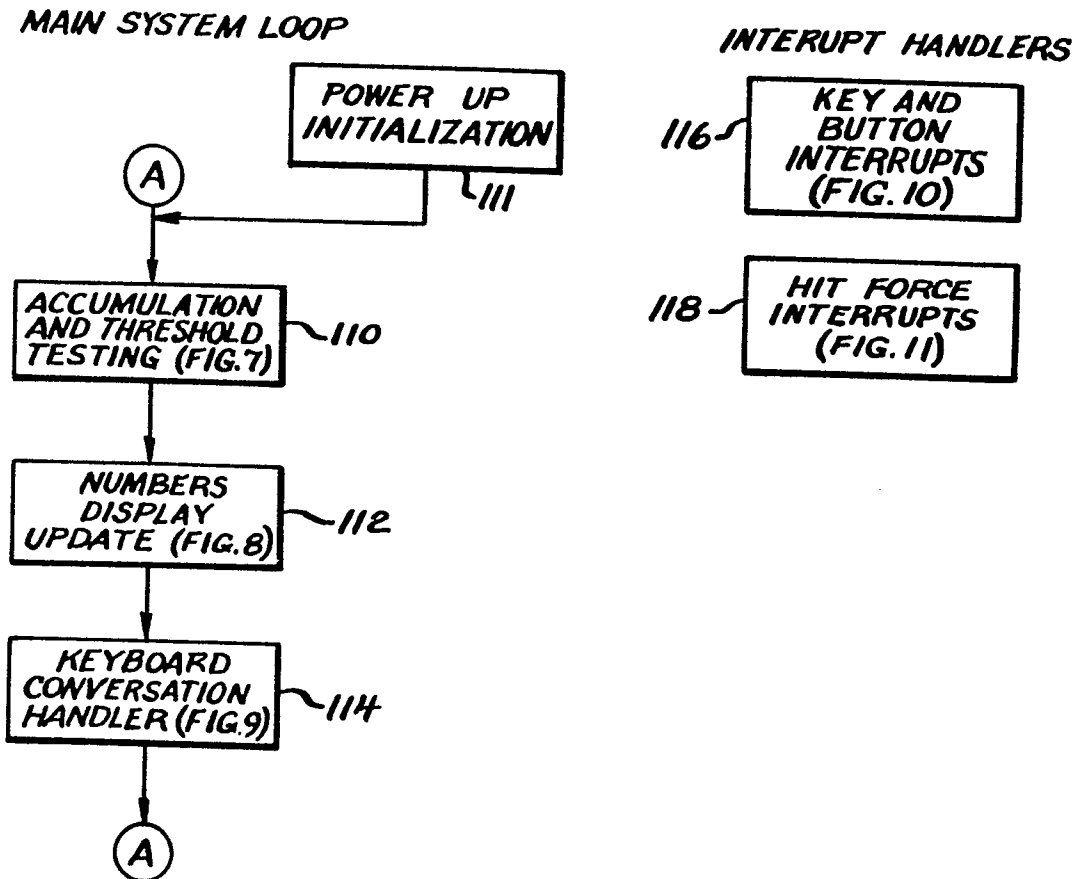 MAIN SYSTEM LOOP
POWER UP
INITIALIZATION
111
A
ACCUMULATION
AND THRESHOLD
TESTING (FIG.7)
110
NUMBERS
DISPLAY
UPDATE (FIG.8)
112
KEYBOARD
CONVERSATION
HANDLER (FIG.9)
114
A
INTERUPT HANDLERS
116
KEY AND
BUTTON
INTERRUPTS
(FIG.10)
118
HIT FORCE
INTERRUPTS
(FIG.11)